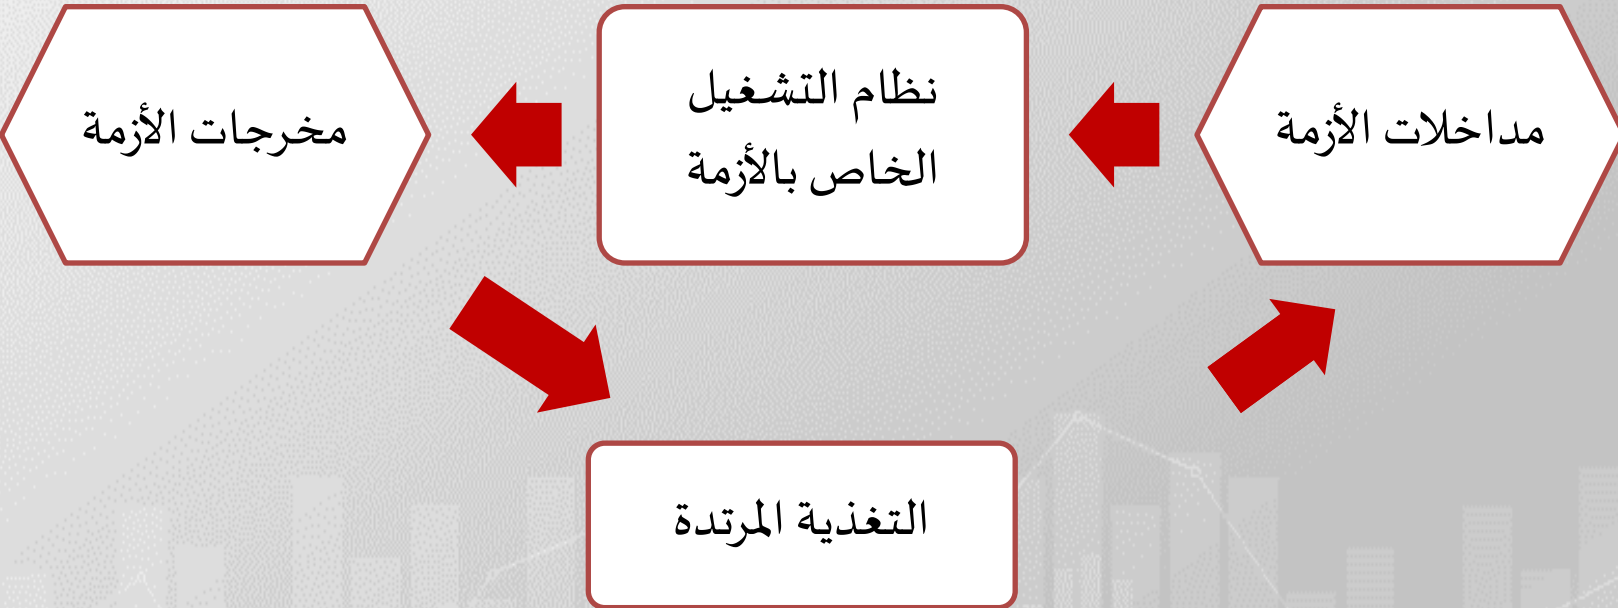 مداخلات الأزمة
نظام التشغيل
الخاص بالأزمة
مخرجات الأزمة
التغذية المرتدة